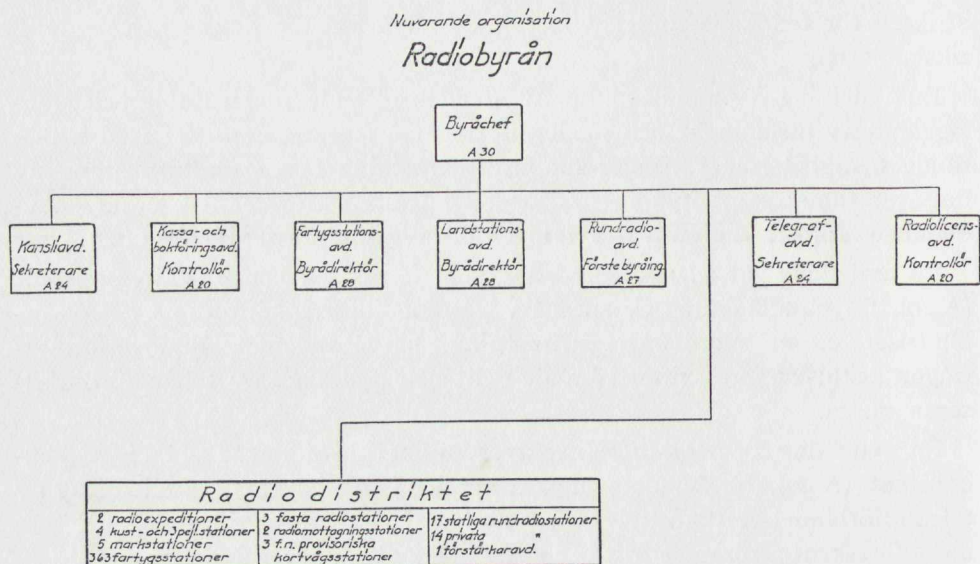 Nuvarande organisation
Radiobyrån
Byråchef
A 30
Kansliavd.
Sekreterare
A 24
Kassa- och
bokföringsavd.
Kontrollör
A 20
Fartygsstations-
avd.
Byrådirektör
A 28
Landstations-
avd.
Byrådirektör
A 28
Rundradio-
avd.
Förste byråing.
A 27
Telegraf-
avd.
Sekreterare
A 24
Radiolicens-
avd.
Kontrollör
A 20
Radiodistriktet
2 radioexpeditioner
4 kust- och 3 pejl.stationer
5 markstationer
363 fartygsstationer
3 fasta radiostationer
2 radiomottagningsstationer
3 f.n. provisoriska
kortvågsstationer
17 statliga rundradiostationer
14 privata "
1 förstärkaravd.